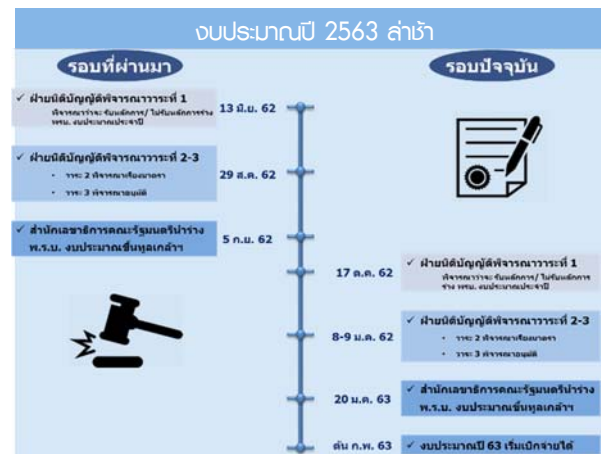 งบประมาณปี 2563 ล่าช้า
รอบที่ผ่านมา
✓ ฝ่ายนิติบัญญัติพิจารณาวาระที่ 1
พิจารณาว่าจะ รับหลักการ/ ไม่รับหลักการร่าง
พรบ. งบประมาณประจำปี
13 มิ.ย. 62
✓ ฝ่ายนิติบัญญัติพิจารณาวาระที่ 2-3
• วาระ 2 พิจารณาเรียงมาตรา
• วาระ 3 พิจารณาอนุมัติ
29 ส.ค. 62
✓ สำนักเลขาธิการคณะรัฐมนตรีนำร่าง
พ.ร.บ. งบประมาณขึ้นทูลเกล้าฯ
5 ก.ย. 62
รอบปัจจุบัน
17 ต.ค. 62
✓ ฝ่ายนิติบัญญัติพิจารณาวาระที่ 1
พิจารณาว่าจะ รับหลักการ/ ไม่รับหลักการ
ร่าง พรบ. งบประมาณประจำปี
8-9 ม.ค. 62
✓ ฝ่ายนิติบัญญัติพิจารณาวาระที่ 2-3
• วาระ 2 พิจารณาเรียงมาตรา
• วาระ 3 พิจารณาอนุมัติ
20 ม.ค. 63
✓ สำนักเลขาธิการคณะรัฐมนตรีนำร่าง
พ.ร.บ. งบประมาณขึ้นทูลเกล้าฯ
ต้น ก.พ. 63
✓ งบประมาณปี 63 เริ่มเบิกจ่ายได้